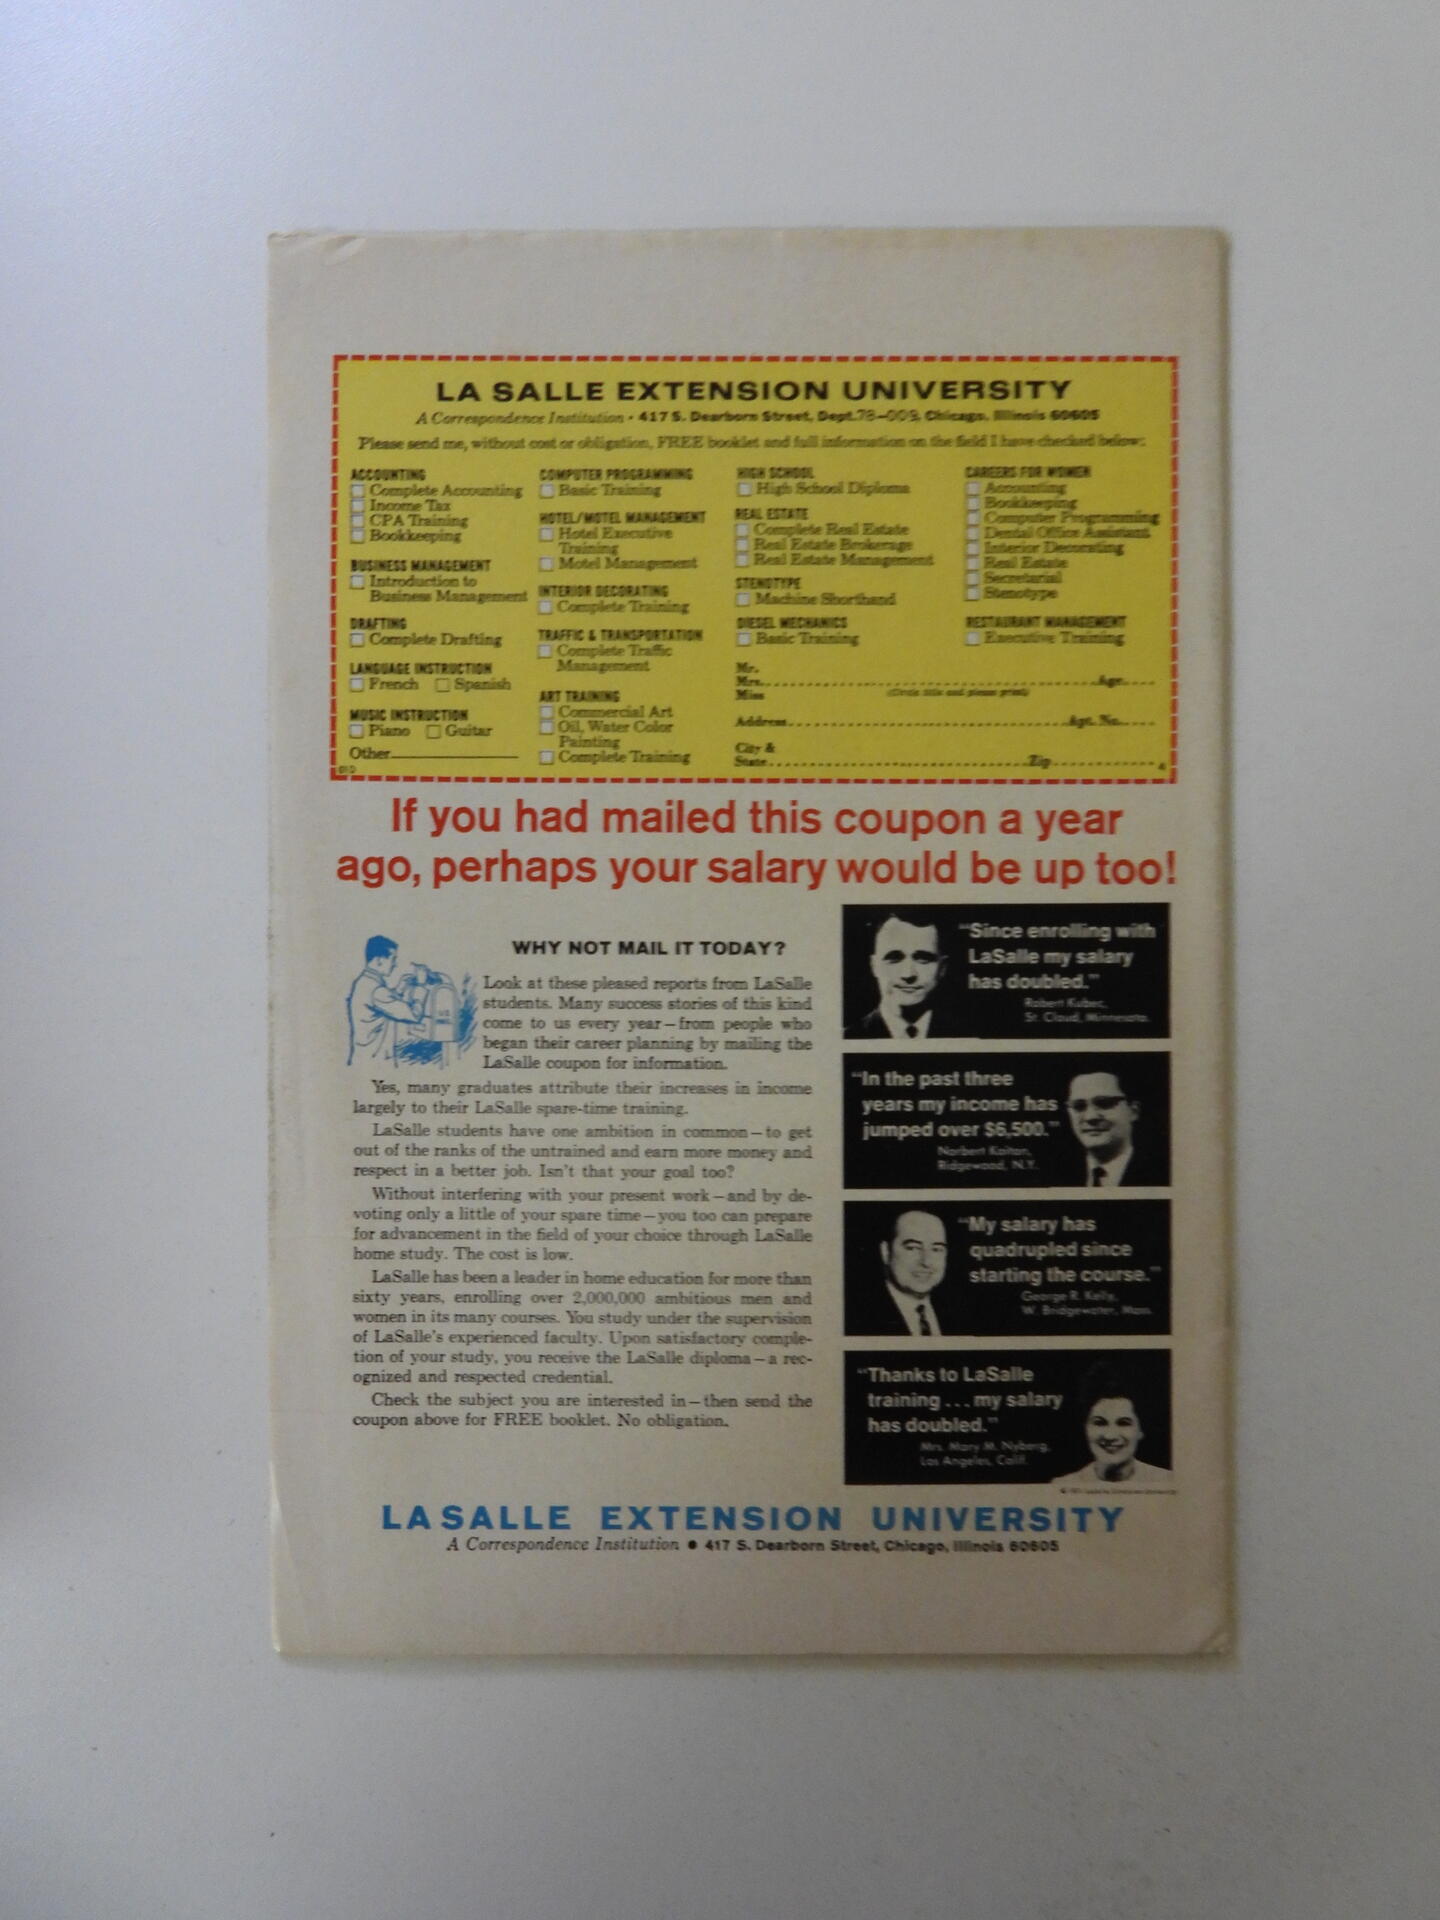 LA SALLE EXTENSION UNIVERSITY
A Correspondence Institution • 417 S. Dearborn Street, Dept. 78-009, Chicago, Illinois 60605
Please send me, without cost or obligation, FREE booklet and full information on the field I have checked below:
ACCOUNTING
Complete Accounting
Income Tax
CPA Training
Bookkeeping
BUSINESS MANAGEMENT
Introduction to
Business Management
DRAFTING
Complete Drafting
LANGUAGE INSTRUCTION
French Spanish
MUSIC INSTRUCTION
Piano Guitar
Other
010
COMPUTER PROGRAMMING
Basic Training
HOTEL/MOTEL MANAGEMENT
Hotel Executive
Training
Motel Management
INTERIOR DECORATING
Complete Training
TRAFFIC & TRANSPORTATION
Complete Traffic
Management
ART TRAINING
Commercial Art
Oil, Water Color
Painting
Complete Training
HIGH SCHOOL
High School Diploma
REAL ESTATE
Complete Real Estate
Real Estate Brokerage
Real Estate Management
STENOTYPE
Machine Shorthand
DIESEL MECHANICS
Basic Training
CAREERS FOR WOMEN
Accounting
Bookkeeping
Computer Programming
Dental Office Assistant
Interior Decorating
Real Estate
Secretarial
Stenotype
RESTAURANT MANAGEMENT
Executive Training
Mr.
Mrs. Age
Miss (Circle title and please print)
Address Apt. No.
City &
State Zip
If you had mailed this coupon a year
ago, perhaps your salary would be up too!
WHY NOT MAIL IT TODAY?
Look at these pleased reports from LaSalle
students. Many success stories of this kind
come to us every year—from people who
began their career planning by mailing the
LaSalle coupon for information.
Yes, many graduates attribute their increases in income
largely to their LaSalle spare-time training.
LaSalle students have one ambition in common—to get
out of the ranks of the untrained and earn more money and
respect in a better job. Isn't that your goal too?
Without interfering with your present work—and by de-
voting only a little of your spare time—you too can prepare
for advancement in the field of your choice through LaSalle
home study. The cost is low.
LaSalle has been a leader in home education for more than
sixty years, enrolling over 2,000,000 ambitious men and
women in its many courses. You study under the supervision
of LaSalle's experienced faculty. Upon satisfactory comple-
tion of your study, you receive the LaSalle diploma—a rec-
ognized and respected credential.
Check the subject you are interested in—then send the
coupon above for FREE booklet. No obligation.
"Since enrolling with
LaSalle my salary
has doubled."
Robert Kubec,
St. Cloud, Minnesota.
"In the past three
years my income has
jumped over $6,500."
Norbert
Ridgewood, N.Y.
"My salary has
quadrupled since
starting the course."
George R. Kelly,
W. Bridgewater, Mass.
"Thanks to LaSalle
training . . . my salary
has doubled."
Mrs. Mary M. Nyberg,
Los Angeles, Calif.
LASALLE EXTENSION UNIVERSITY
A Correspondence Institution • 417 S. Dearborn Street, Chicago, Illinois 60605